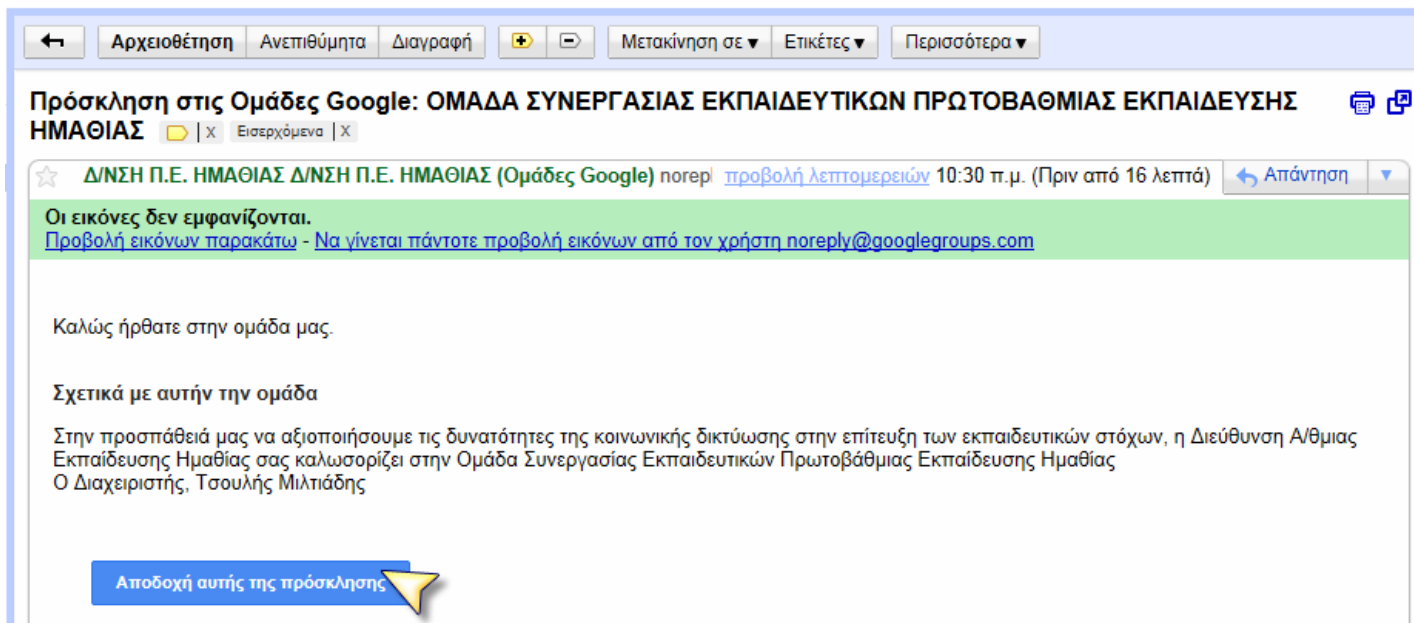 Αρχειοθέτηση Ανεπιθύμητα Διαγραφή Μετακίνηση σε ▾ Ετικέτες ▾ Περισσότερα ▾
Πρόσκληση στις Ομάδες Google: ΟΜΑΔΑ ΣΥΝΕΡΓΑΣΙΑΣ ΕΚΠΑΙΔΕΥΤΙΚΩΝ ΠΡΩΤΟΒΑΘΜΙΑΣ ΕΚΠΑΙΔΕΥΣΗΣ
ΗΜΑΘΙΑΣ | X Εισερχόμενα | X
Δ/ΝΣΗ Π.Ε. ΗΜΑΘΙΑΣ Δ/ΝΣΗ Π.Ε. ΗΜΑΘΙΑΣ (Ομάδες Google) norepl προβολή λεπτομερειών 10:30 π.μ. (Πριν από 16 λεπτά) Απάντηση
Οι εικόνες δεν εμφανίζονται.
Προβολή εικόνων παρακάτω - Να γίνεται πάντοτε προβολή εικόνων από τον χρήστη noreply@googlegroups.com
Καλώς ήρθατε στην ομάδα μας.
Σχετικά με αυτήν την ομάδα
Στην προσπάθειά μας να αξιοποιήσουμε τις δυνατότητες της κοινωνικής δικτύωσης στην επίτευξη των εκπαιδευτικών στόχων, η Διεύθυνση Α/θμιας
Εκπαίδευσης Ημαθίας σας καλωσορίζει στην Ομάδα Συνεργασίας Εκπαιδευτικών Πρωτοβάθμιας Εκπαίδευσης Ημαθίας
Ο Διαχειριστής, Τσουλής Μιλτιάδης
Αποδοχή αυτής της πρόσκλησης